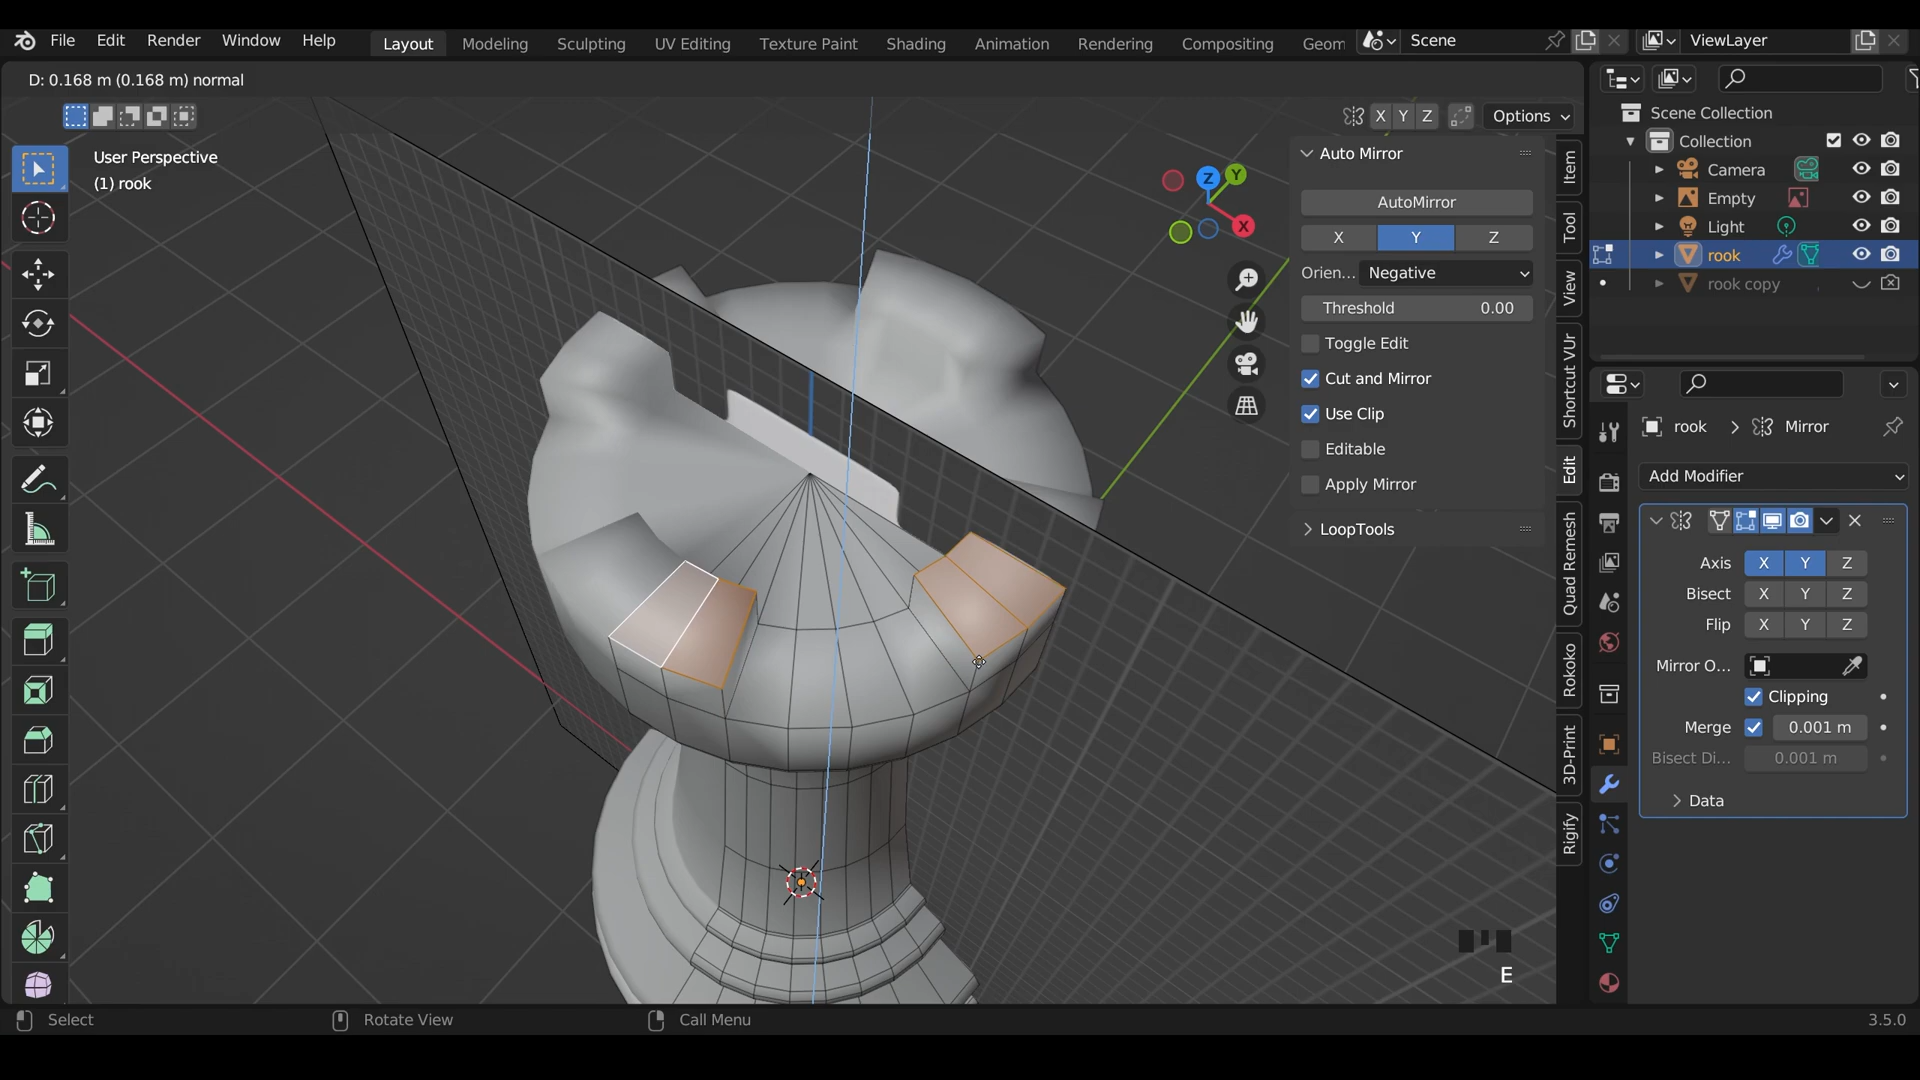 File Edit Render Window Help Layout Modeling Sculpting UV Editing Texture Paint Shading Animation Rendering Compositing Geom Scene ViewLayer
D: 0.168 m (0.168 m) normal
X Y Z Options
User Perspective
(1) rook
Z Y X
Auto Mirror
AutoMirror
X Y Z
Orien... Negative
Threshold 0.00
Toggle Edit
Cut and Mirror
Use Clip
Editable
Apply Mirror
LoopTools
Item
Tool
View
Shortcut VUr
Edit
Quad Remesh
Rokoko
3D-Print
Rigify
Scene Collection
Collection
Camera
Empty
Light
rook
rook copy
rook > Mirror
Add Modifier
Axis X Y Z
Bisect X Y Z
Flip X Y Z
Mirror O...
Clipping
Merge 0.001 m
Bisect Di... 0.001 m
Data
E
Select Rotate View Call Menu 3.5.0